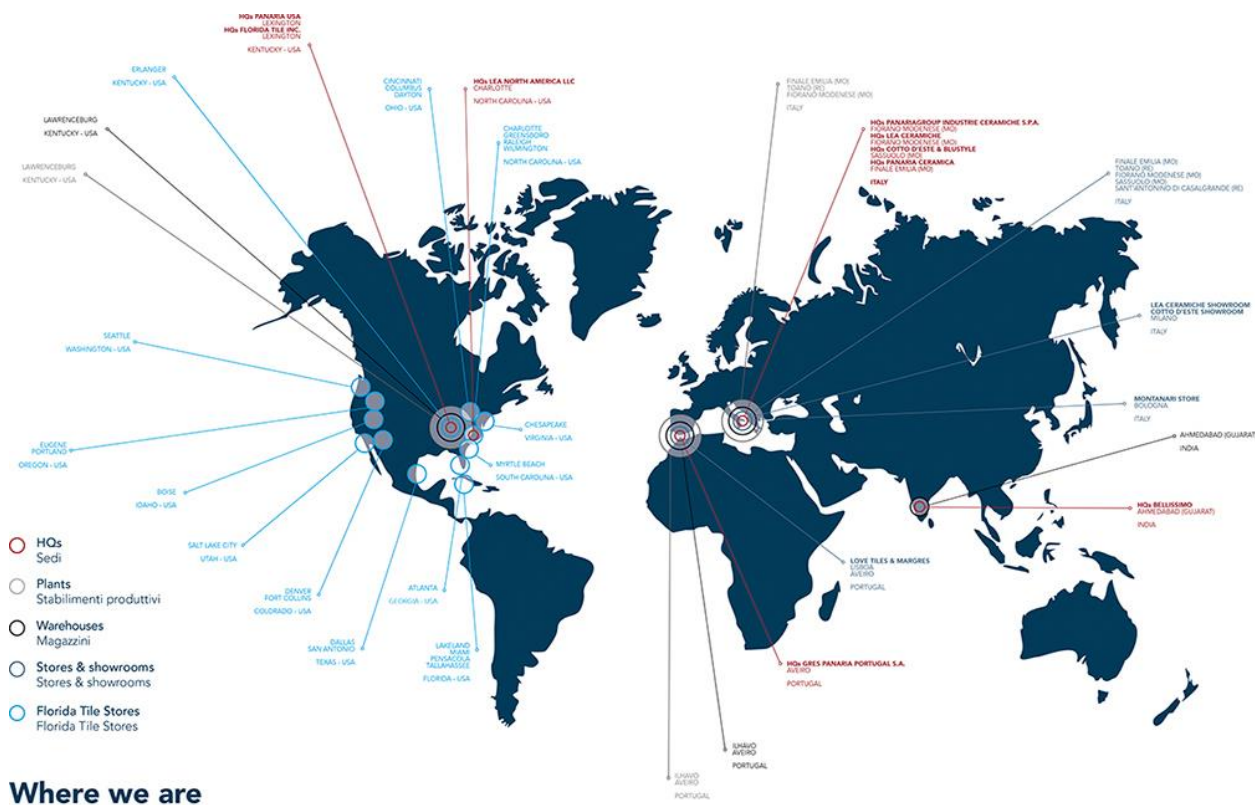 HQs PANARIA USA
LEXINGTON
HQs FLORIDA TILE INC.
LEXINGTON
KENTUCKY - USA
ERLANGER
KENTUCKY - USA
CINCINNATI
COLUMBUS
DAYTON
OHIO - USA
HQs LEA NORTH AMERICA LLC
CHARLOTTE
NORTH CAROLINA - USA
FINALE EMILIA (MO)
TOANO (RE)
FIORANO MODENESE (MO)
ITALY
LAWRENCEBURG
KENTUCKY - USA
CHARLOTTE
GREENSBORO
RALEIGH
WILMINGTON
NORTH CAROLINA - USA
HQs PANARIAGROUP INDUSTRIE CERAMICHE S.P.A.
FIORANO MODENESE (MO)
HQs LEA CERAMICHE
FIORANO MODENESE (MO)
HQs COTTO D'ESTE & BLUSTYLE
SASSUOLO (MO)
HQs PANARIA CERAMICA
FINALE EMILIA (MO)
ITALY
LAWRENCEBURG
KENTUCKY - USA
FINALE EMILIA (MO)
TOANO (RE)
FIORANO MODENESE (MO)
SASSUOLO (MO)
SANT'ANTONINO DI CASALGRANDE (RE)
ITALY
LEA CERAMICHE SHOWROOM
COTTO D'ESTE SHOWROOM
MILANO
ITALY
SEATTLE
WASHINGTON - USA
MONTANARI STORE
BOLOGNA
ITALY
CHESAPEAKE
VIRGINIA - USA
AHMEDABAD (GUJARAT
INDIA
EUGENE
PORTLAND
OREGON - USA
MYRTLE BEACH
SOUTH CAROLINA - USA
BOISE
IDAHO - USA
HQs BELLISSIMO
AHMEDABAD (GUJARAT)
INDIA
SALT LAKE CITY
UTAH - USA
LOVE TILES & MARGRES
LISBOA
AVEIRO
PORTUGAL
DENVER
FORT COLLINS
COLORADO - USA
ATLANTA
GEORGIA - USA
DALLAS
SAN ANTONIO
TEXAS - USA
LAKELAND
MIAMI
PENSACOLA
TALLAHASSEE
FLORIDA - USA
HQs GRES PANARIA PORTUGAL S.A.
AVEIRO
PORTUGAL
ILHAVO
AVEIRO
PORTUGAL
ILHAVO
AVEIRO
PORTUGAL
HQs
Sedi
Plants
Stabilimenti produttivi
Warehouses
Magazzini
Stores & showrooms
Stores & showrooms
Florida Tile Stores
Florida Tile Stores
Where we are